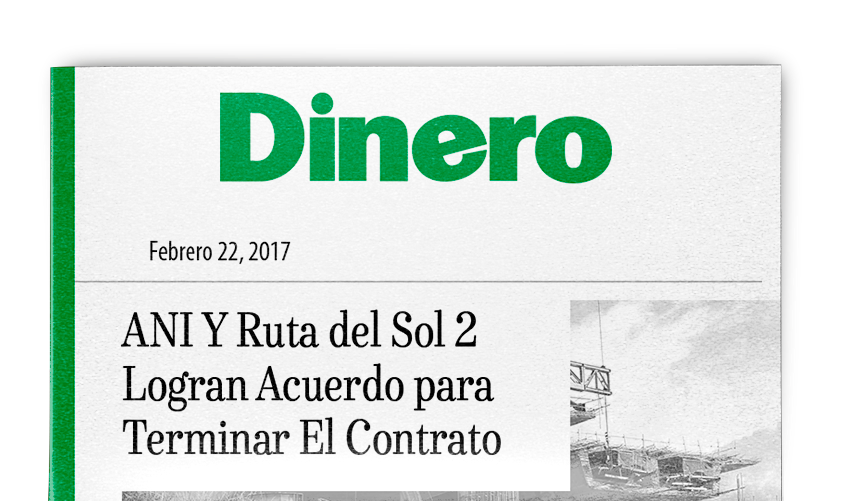 Dinero
Febrero 22, 2017
ANI Y Ruta del Sol 2
Logran Acuerdo para
Terminar El Contrato